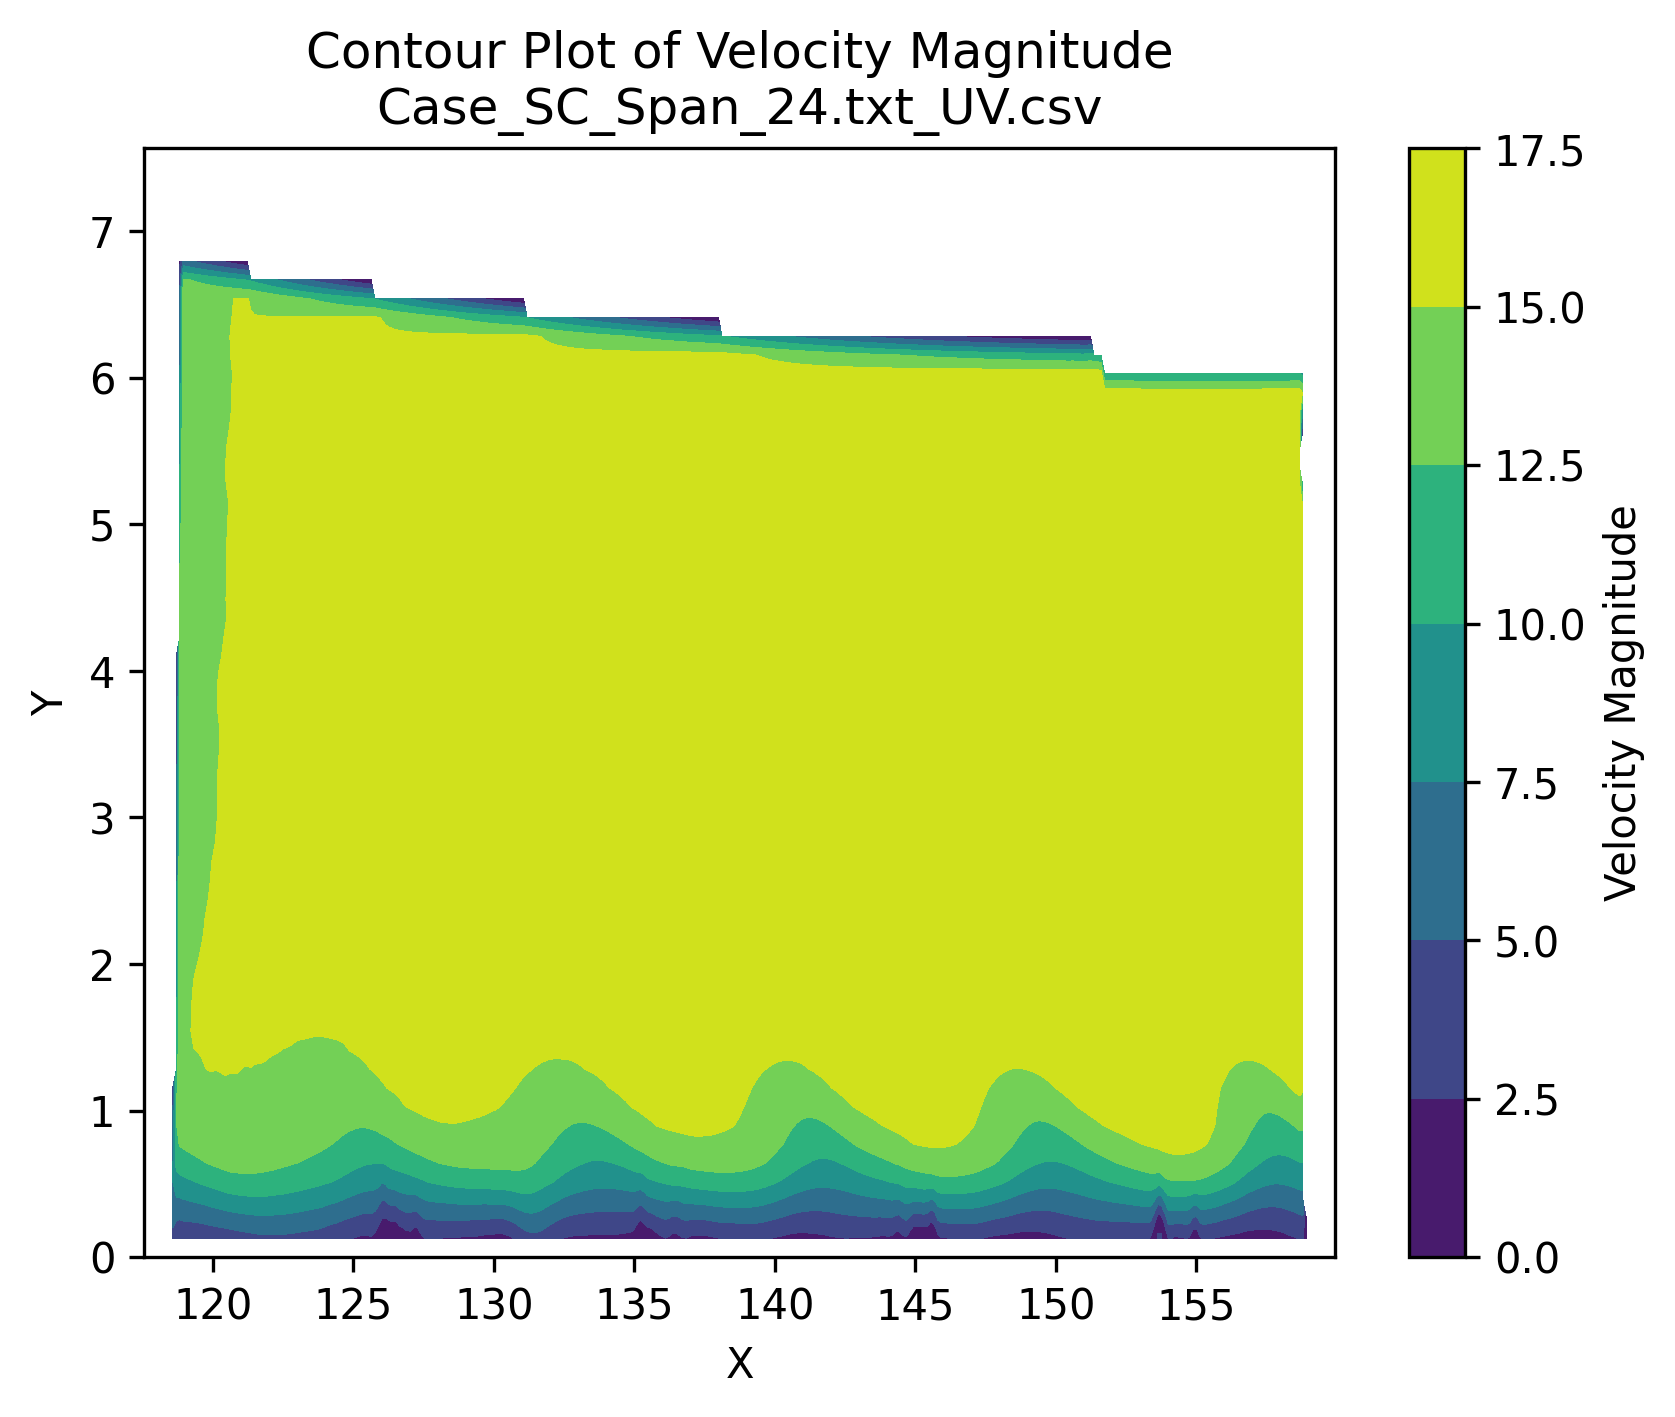 Contour Plot of Velocity Magnitude
Case_SC_Span_24.txt_UV.csv
7
6
5
4
3
2
1
0
Y
120 125 130 135 140 145 150 155
X
17.5
15.0
12.5
10.0
7.5
5.0
2.5
0.0
Velocity Magnitude